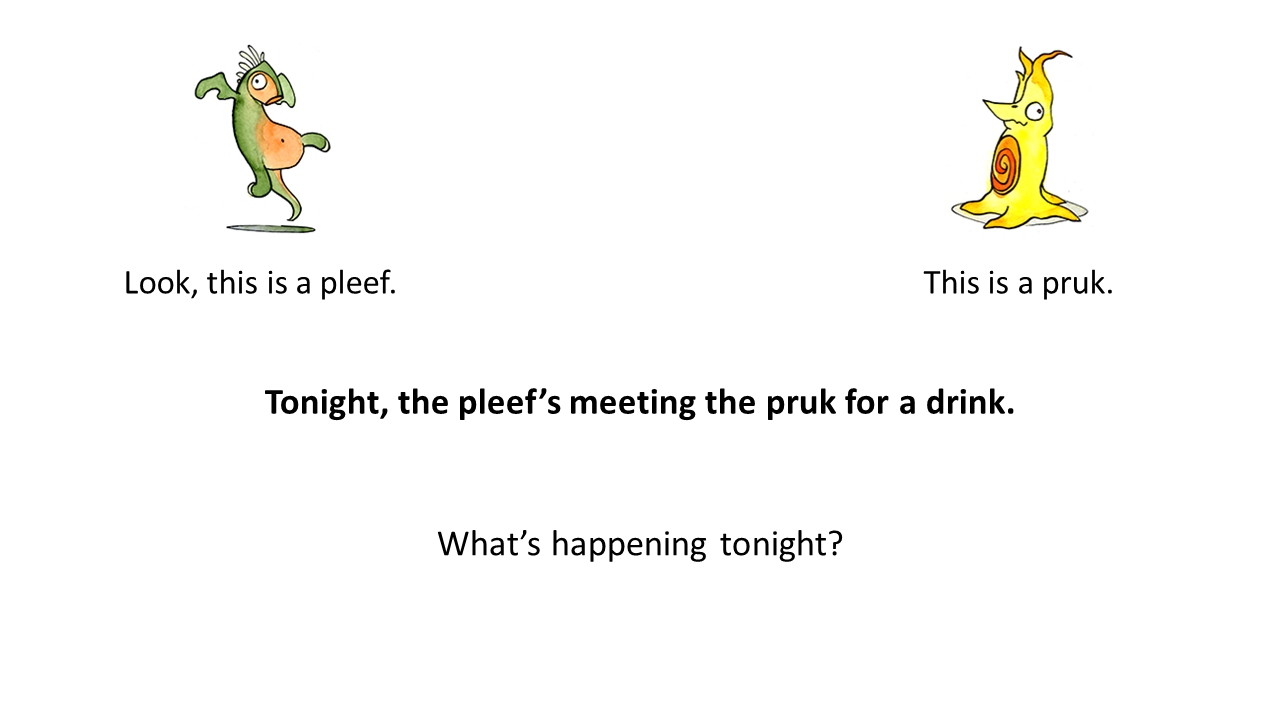 Look, this is a pleef.
This is a pruk.
Tonight, the pleef’s meeting the pruk for a drink.
What’s happening tonight?